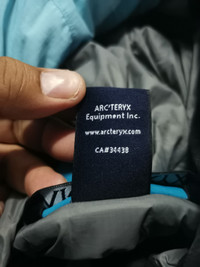 ARC'TERYX
Equipment Inc.
www.arcteryx.com
CA#34438